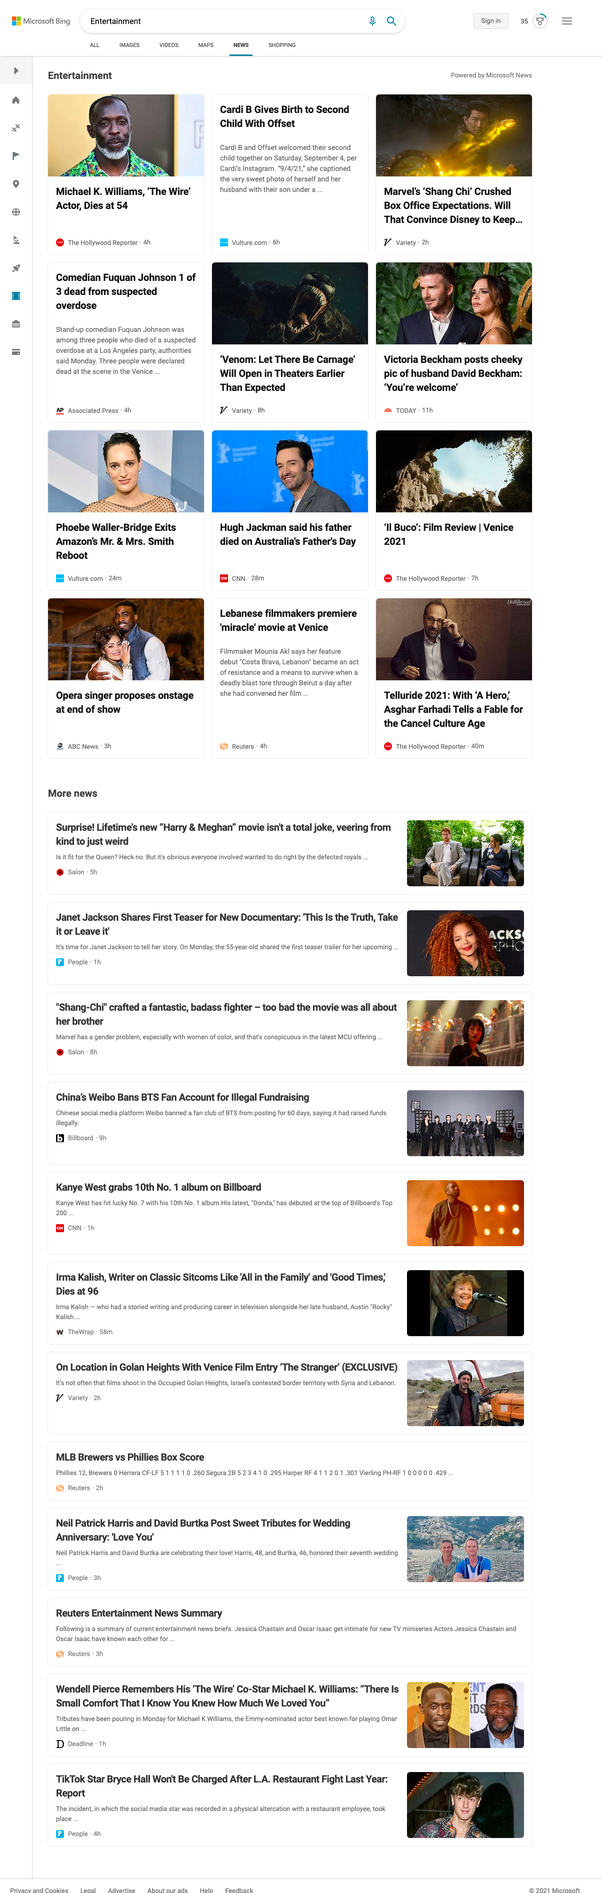 Microsoft Bing
Entertainment
Sign in
35
ALL
IMAGES
VIDEOS
MAPS
NEWS
SHOPPING
Entertainment
Powered by Microsoft News
Michael K. Williams, ‘The Wire’
Actor, Dies at 54
The Hollywood Reporter · 4h
Cardi B Gives Birth to Second
Child With Offset
Cardi B and Offset welcomed their second
child together on Saturday, September 4, per
Cardi's Instagram. "9/4/21," she captioned
the very sweet photo of herself and her
husband with their son under a ...
Vulture.com · 6h
Marvel’s ‘Shang Chi’ Crushed
Box Office Expectations. Will
That Convince Disney to Keep...
Variety · 2h
Comedian Fuquan Johnson 1 of
3 dead from suspected
overdose
Stand-up comedian Fuquan Johnson was
among three people who died of a suspected
overdose at a Los Angeles party, authorities
said Monday. Three people were declared
dead at the scene in the Venice ...
AP Associated Press · 4h
‘Venom: Let There Be Carnage’
Will Open in Theaters Earlier
Than Expected
Variety · 8h
Victoria Beckham posts cheeky
pic of husband David Beckham:
‘You’re welcome’
TODAY · 11h
Phoebe Waller-Bridge Exits
Amazon’s Mr. & Mrs. Smith
Reboot
Vulture.com · 24m
Hugh Jackman said his father
died on Australia's Father's Day
CNN · 28m
‘Il Buco’: Film Review | Venice
2021
The Hollywood Reporter · 7h
Opera singer proposes onstage
at end of show
ABC News · 3h
Lebanese filmmakers premiere
'miracle' movie at Venice
Filmmaker Mounia Akl says her feature
debut "Costa Brava, Lebanon" became an act
of resistance and a means to survive when a
deadly blast tore through Beirut a day after
she had convened her film ...
Reuters · 4h
Telluride 2021: With ‘A Hero,’
Asghar Farhadi Tells a Fable for
the Cancel Culture Age
The Hollywood Reporter · 40m
More news
Surprise! Lifetime's new “Harry & Meghan” movie isn't a total joke, veering from
kind to just weird
Is it fit for the Queen? Heck no. But it's obvious everyone involved wanted to do right by the defected royals ...
Salon · 5h
Janet Jackson Shares First Teaser for New Documentary: 'This Is the Truth, Take
it or Leave it'
It's time for Janet Jackson to tell her story. On Monday, the 55-year-old shared the first teaser trailer for her upcoming ...
People · 1h
"Shang-Chi" crafted a fantastic, badass fighter – too bad the movie was all about
her brother
Marvel has a gender problem, especially with women of color, and that's conspicuous in the latest MCU offering ...
Salon · 8h
China’s Weibo Bans BTS Fan Account for Illegal Fundraising
Chinese social media platform Weibo banned a fan club of BTS from posting for 60 days, saying it had raised funds
illegally.
Billboard · 9h
Kanye West grabs 10th No. 1 album on Billboard
Kanye West has hit lucky No. 7 with his 10th No. 1 album.His latest, "Donda," has debuted at the top of Billboard's Top
200 ...
CNN · 1h
Irma Kalish, Writer on Classic Sitcoms Like ‘All in the Family’ and ‘Good Times,’
Dies at 96
Irma Kalish — who had a storied writing and producing career in television alongside her late husband, Austin "Rocky"
Kalish ...
TheWrap · 58m
On Location in Golan Heights With Venice Film Entry ‘The Stranger’ (EXCLUSIVE)
It's not often that films shoot in the Occupied Golan Heights, Israel's contested border territory with Syria and Lebanon.
Variety · 2h
MLB Brewers vs Phillies Box Score
Phillies 12, Brewers 0 Herrera CF-LF 5 1 1 1 1 0 .260 Segura 2B 5 2 3 4 1 0 .295 Harper RF 4 1 1 2 0 1 .301 Vierling PH-RF 1 0 0 0 0 0 .429 ...
Reuters · 2h
Neil Patrick Harris and David Burtka Post Sweet Tributes for Wedding
Anniversary: 'Love You'
Neil Patrick Harris and David Burtka are celebrating their love! Harris, 48, and Burtka, 46, honored their seventh wedding
...
People · 3h
Reuters Entertainment News Summary
Following is a summary of current entertainment news briefs. Jessica Chastain and Oscar Isaac get intimate for new TV miniseries Actors Jessica Chastain and
Oscar Isaac have known each other for ...
Reuters · 3h
Wendell Pierce Remembers His ‘The Wire’ Co-Star Michael K. Williams: “There Is
Small Comfort That I Know You Knew How Much We Loved You”
Tributes have been pouring in Monday for Michael K Williams, the Emmy-nominated actor best known for playing Omar
Little on ...
Deadline · 1h
TikTok Star Bryce Hall Won't Be Charged After L.A. Restaurant Fight Last Year:
Report
The incident, in which the social media star was recorded in a physical altercation with a restaurant employee, took
place ...
People · 4h
Privacy and Cookies
Legal
Advertise
About our ads
Help
Feedback
© 2021 Microsoft